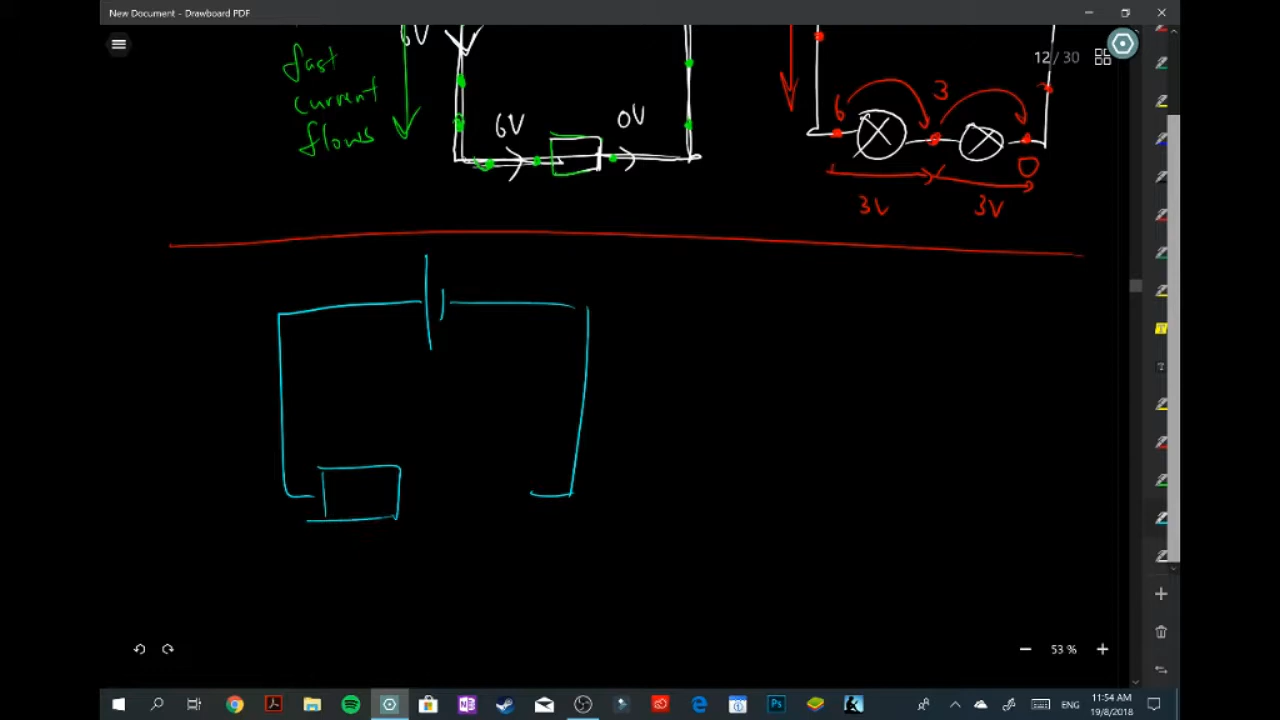 New Document - Drawboard PDF
12 / 30
6V
fast
current
flows
6V
0V
6
3
0
3V
3V
53 %
ENG
11:54 AM
19/8/2018